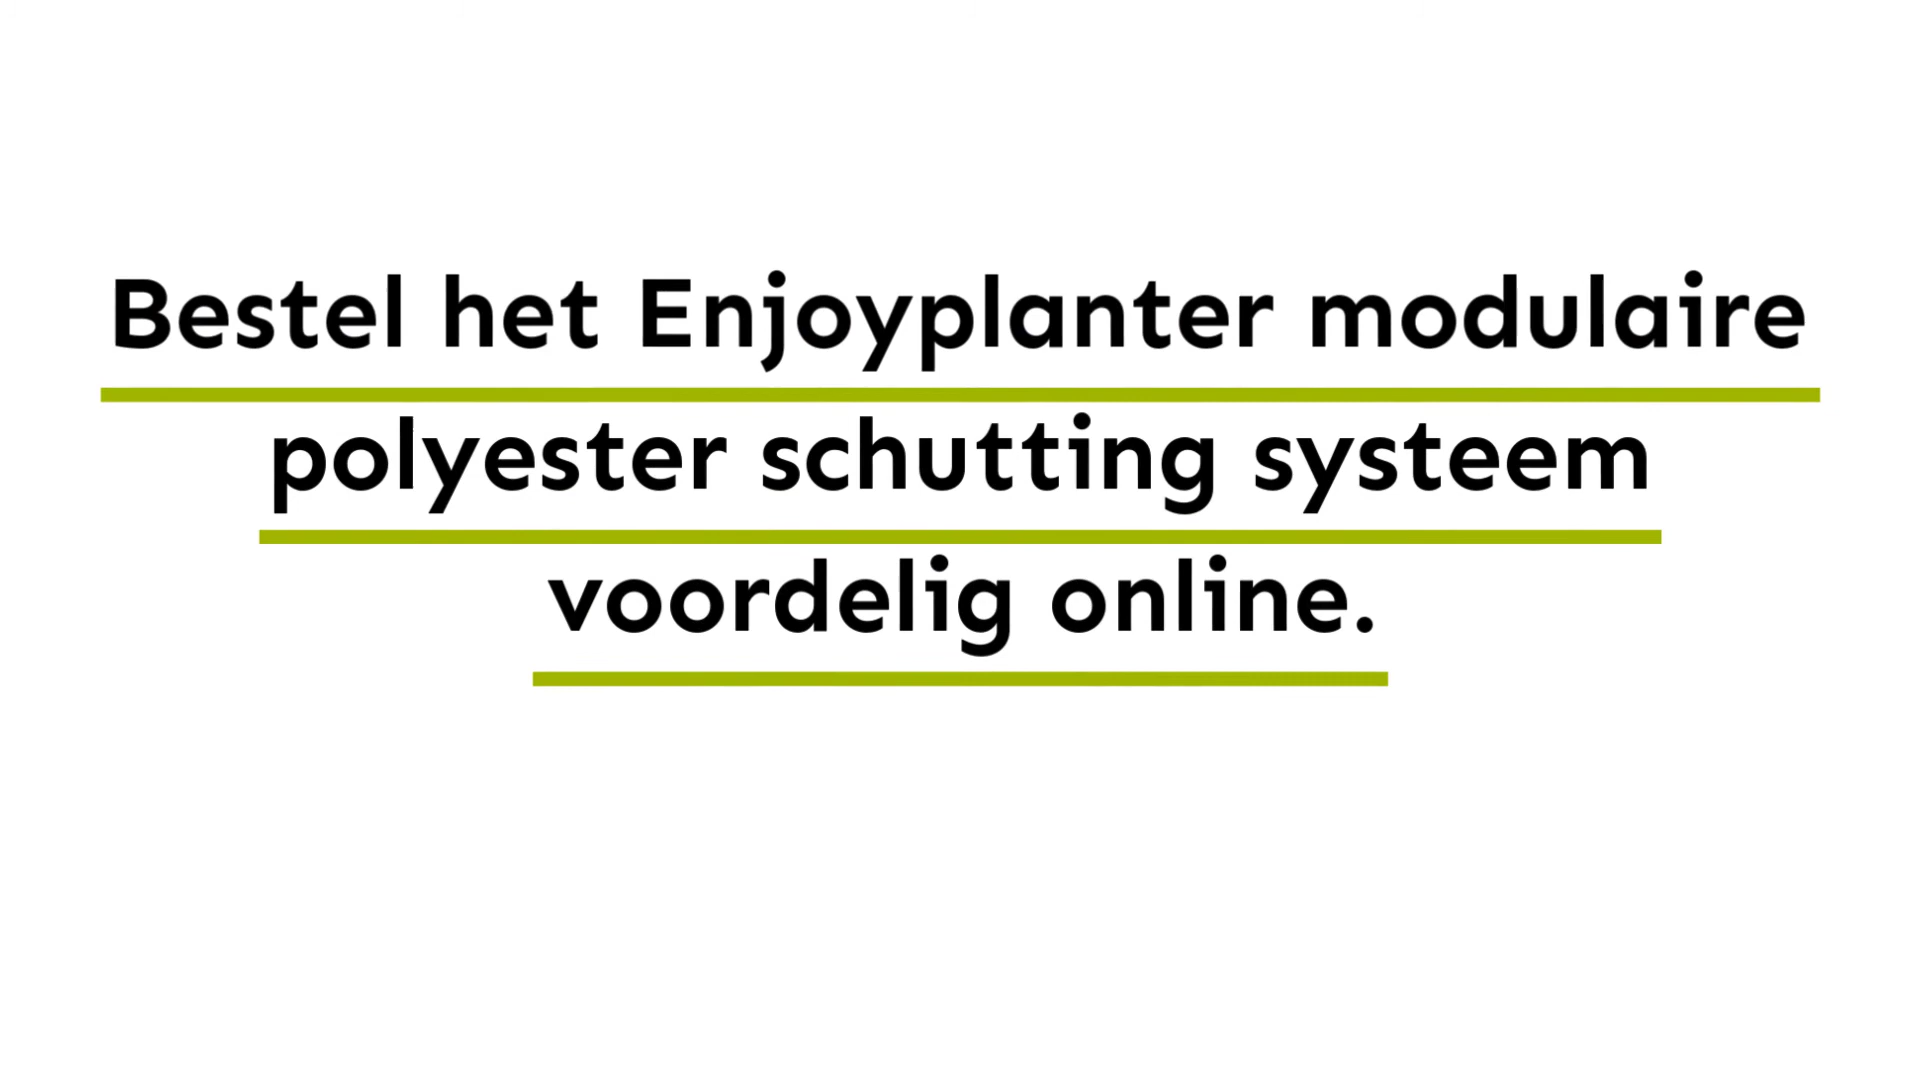 Bestel het Enjoyplanter modulaire
polyester schutting systeem
voordelig online.